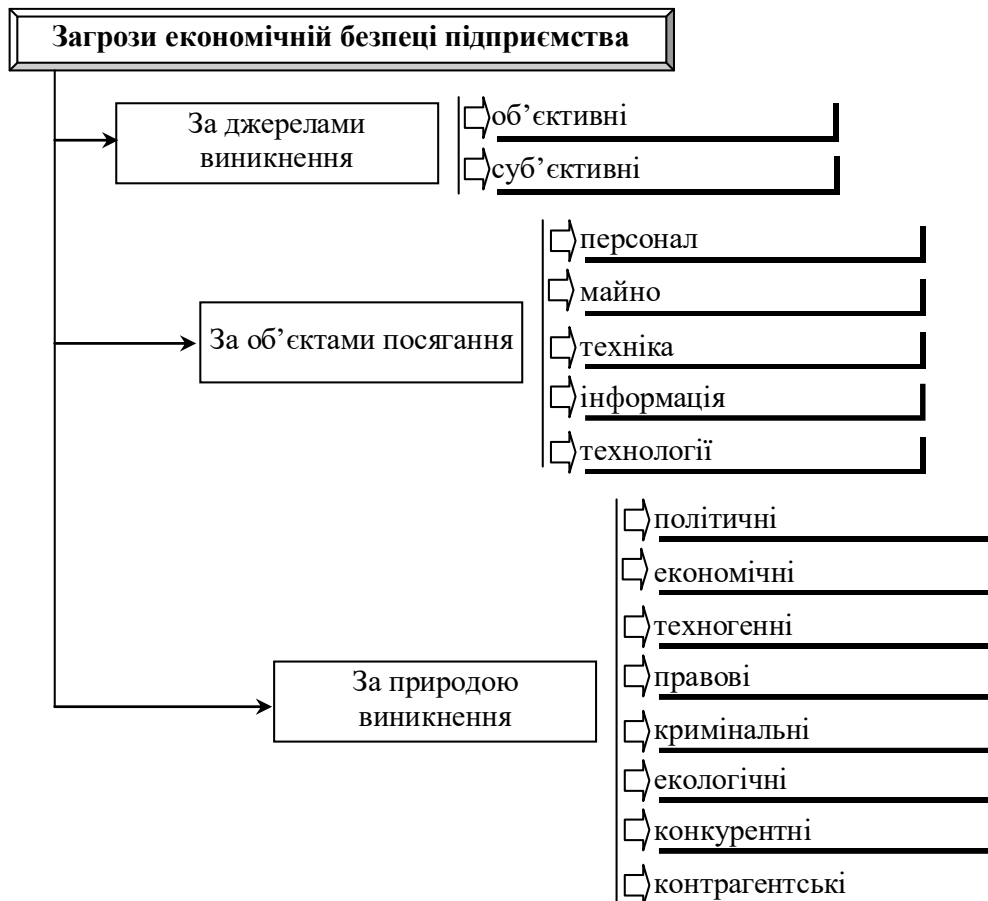 Загрози економічній безпеці підприємства
За джерелами
виникнення
об’єктивні
суб’єктивні
За об’єктами посягання
персонал
майно
техніка
інформація
технології
За природою
виникнення
політичні
економічні
техногенні
правові
кримінальні
екологічні
конкурентні
контрагентські